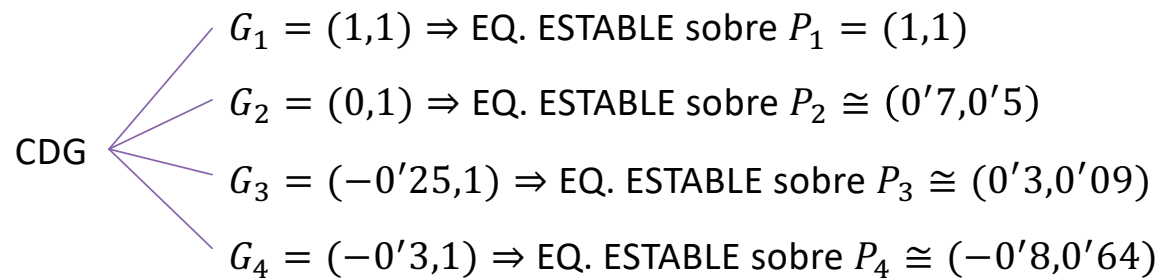 G₁ = (1,1) ⇒ EQ. ESTABLE sobre P₁ = (1,1)
G₂ = (0,1) ⇒ EQ. ESTABLE sobre P₂ ≅ (0′7,0′5)
CDG
G₃ = (−0′25,1) ⇒ EQ. ESTABLE sobre P₃ ≅ (0′3,0′09)
G₄ = (−0′3,1) ⇒ EQ. ESTABLE sobre P₄ ≅ (−0′8,0′64)